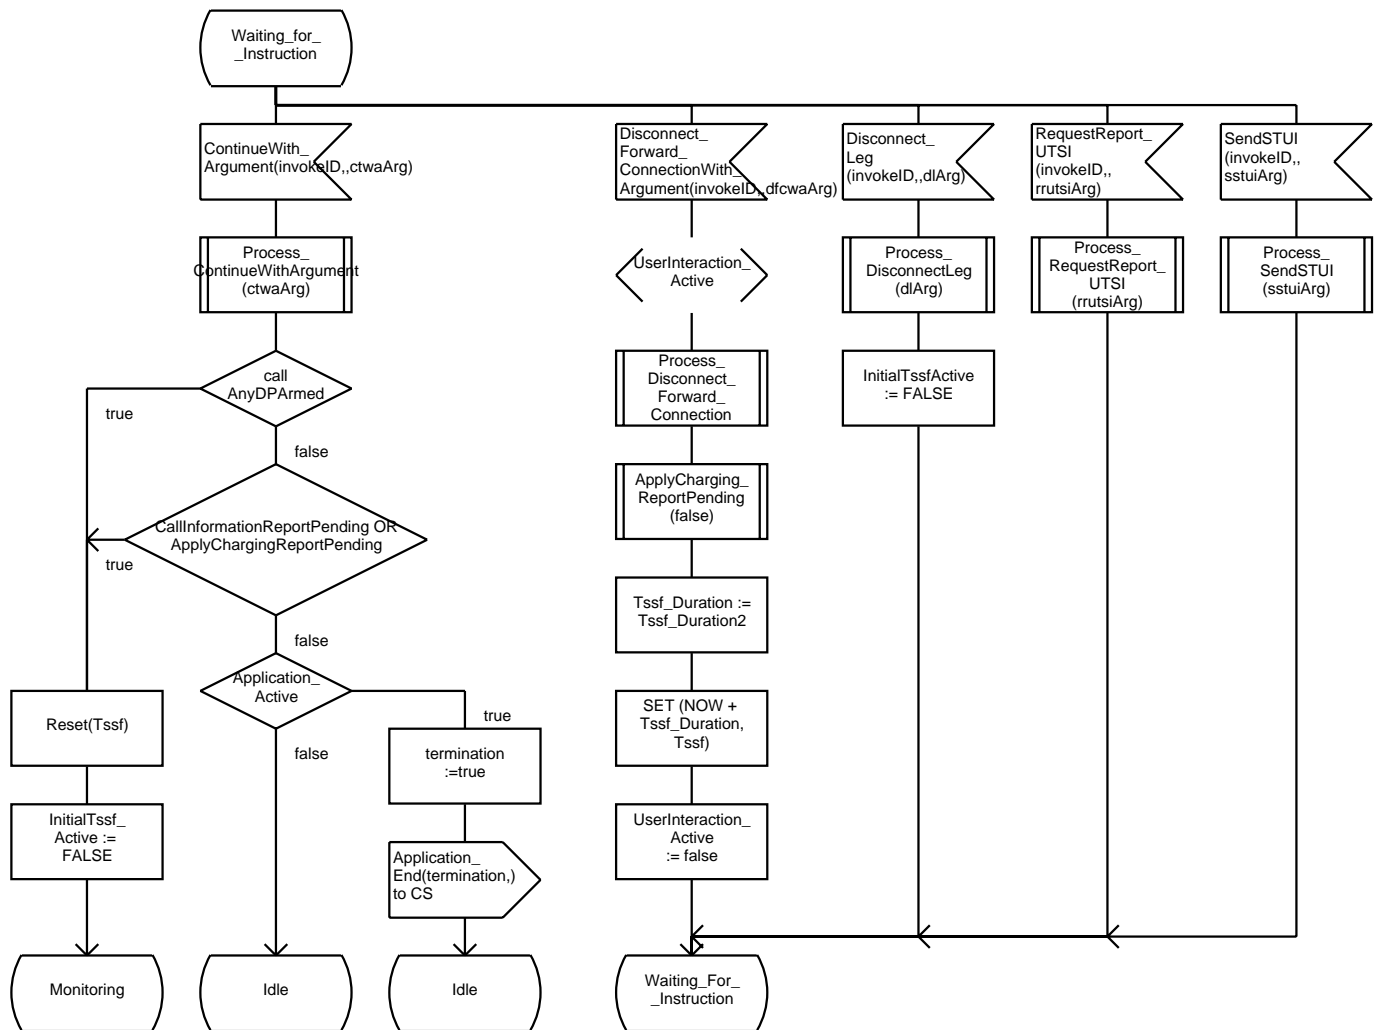 Waiting_for_
_Instruction
ContinueWith_
Argument(invokeID,,ctwaArg)
Disconnect_
Forward_
ConnectionWith_
Argument(invokeID,,dfcwaArg)
Disconnect_
Leg
(invokeID,,dlArg)
RequestReport_
UTSI
(invokeID,,
rrutsiArg)
SendSTUI
(invokeID,,
sstuiArg)
Process_
ContinueWithArgument
(ctwaArg)
UserInteraction_
Active
Process_
DisconnectLeg
(dlArg)
Process_
RequestReport_
UTSI
(rrutsiArg)
Process_
SendSTUI
(sstuiArg)
call
AnyDPArmed
true
false
Process_
Disconnect_
Forward_
Connection
InitialTssfActive
:= FALSE
CallInformationReportPending OR
ApplyChargingReportPending
true
false
ApplyCharging_
ReportPending
(false)
Tssf_Duration :=
Tssf_Duration2
Application_
Active
true
false
Reset(Tssf)
termination
:=true
SET (NOW +
Tssf_Duration,
Tssf)
InitialTssf_
Active :=
FALSE
Application_
End(termination,)
to CS
UserInteraction_
Active
:= false
Monitoring
Idle
Idle
Waiting_For_
_Instruction